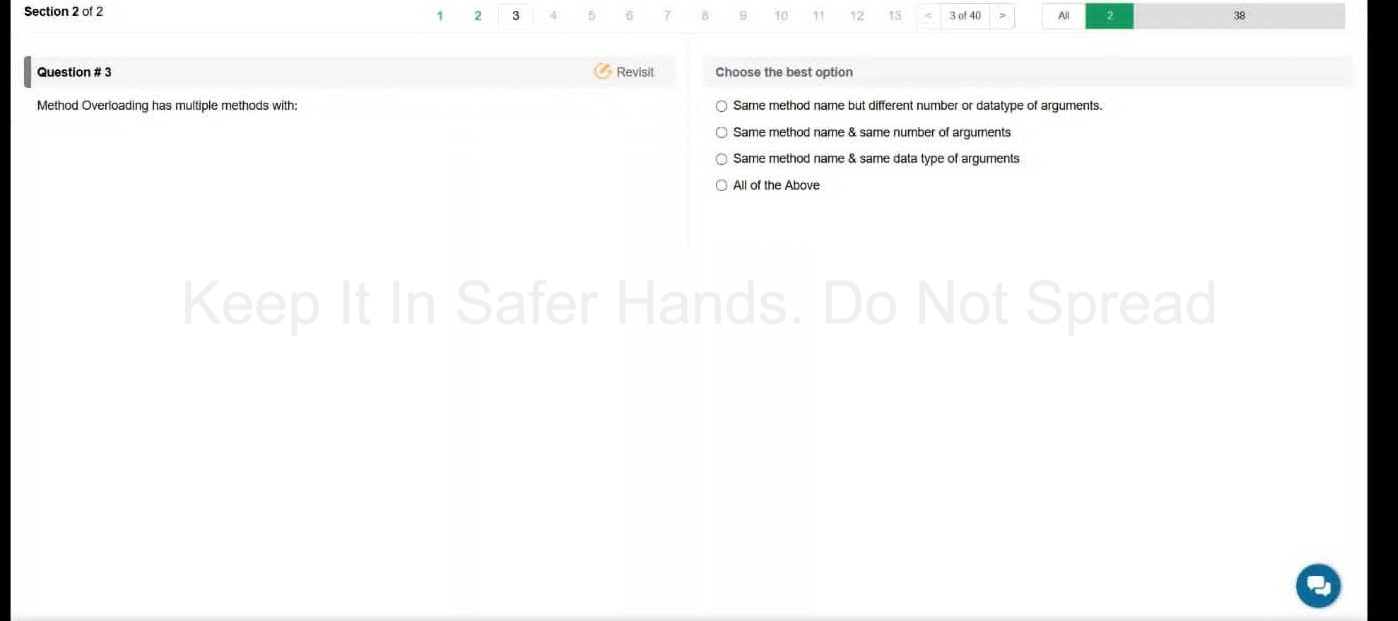 Section 2 of 2
1 2 3 4 5 6 7 8 9 10 11 12 13 < 3 of 40 > All 2 38
Question # 3
Revisit
Method Overloading has multiple methods with:
Choose the best option
Same method name but different number or datatype of arguments.
Same method name & same number of arguments
Same method name & same data type of arguments
All of the Above
Keep It In Safer Hands. Do Not Spread